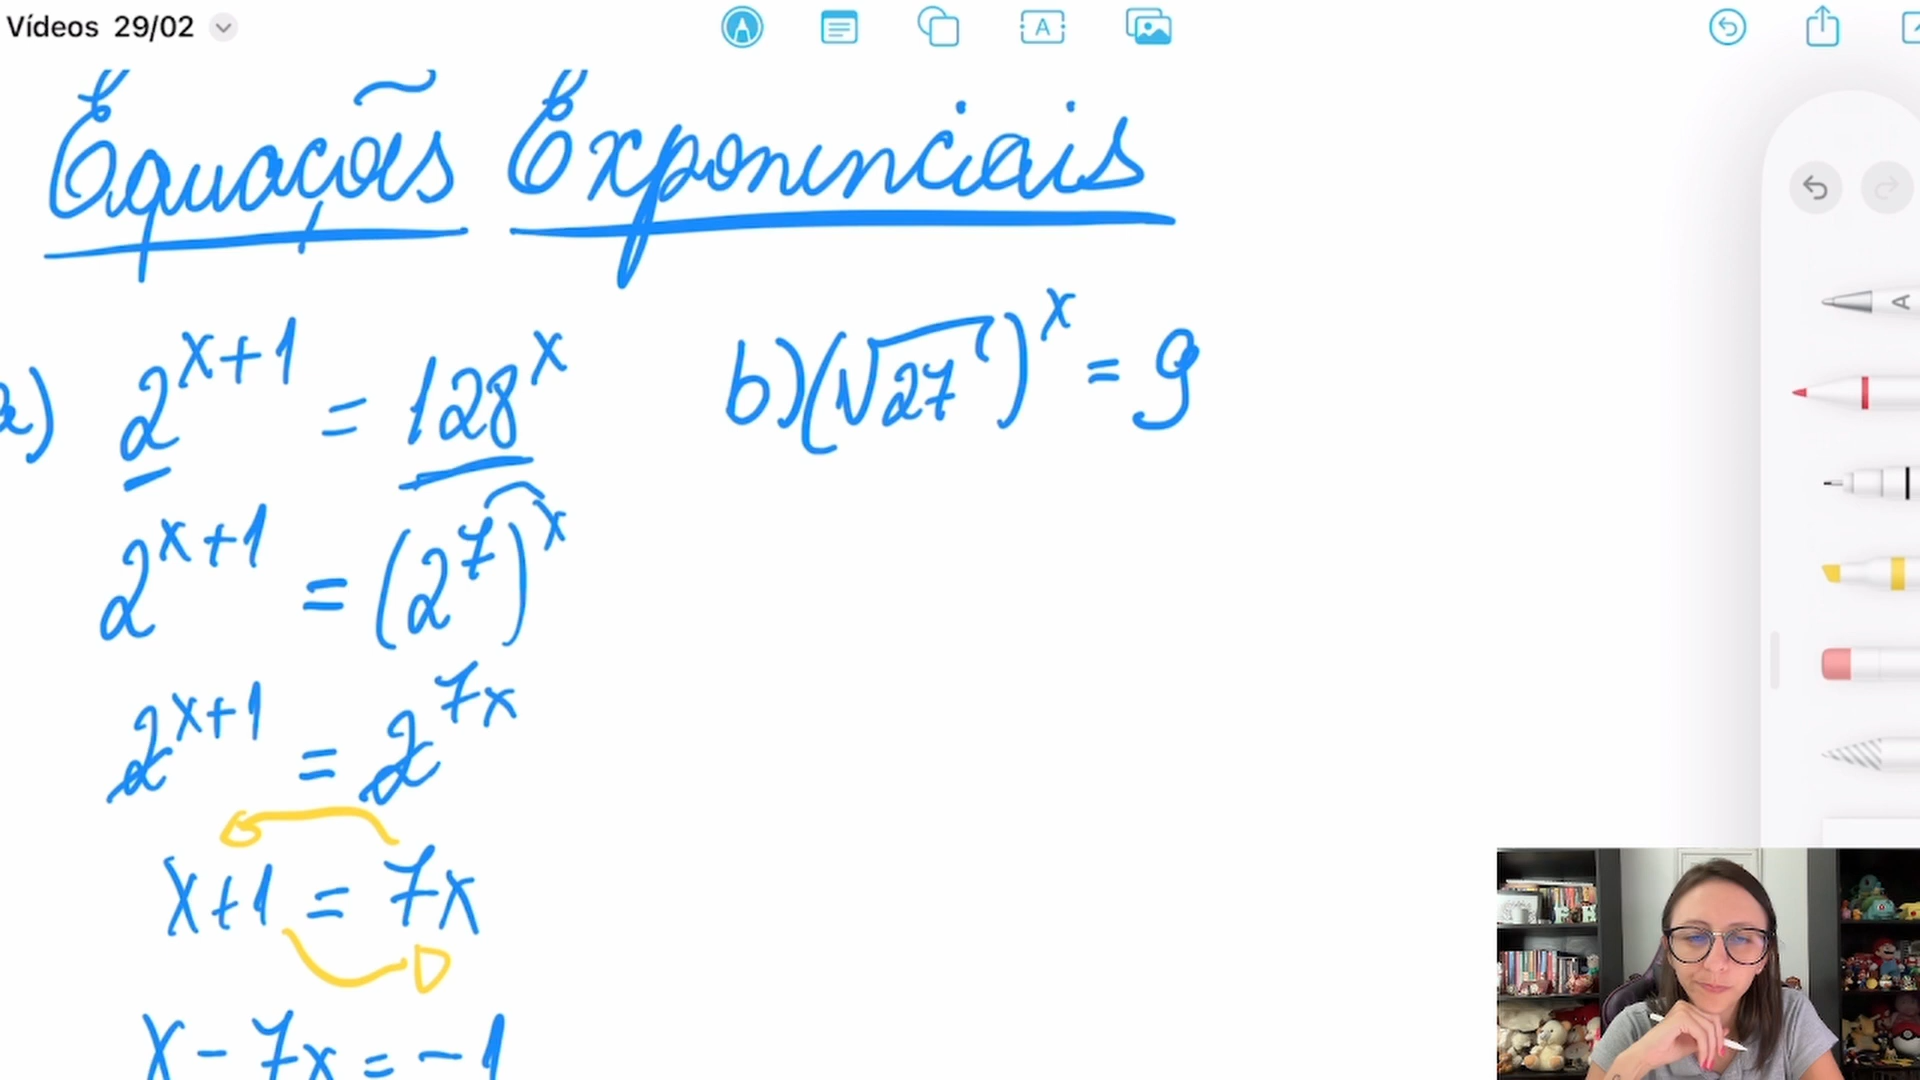 Vídeos 29/02
Equações Exponenciais
a) 2^{x+1} = 128^x
2^{x+1} = (2^7)^x
2^{x+1} = 2^{7x}
x+1 = 7x
x - 7x = -1
b) (√27)^x = 9